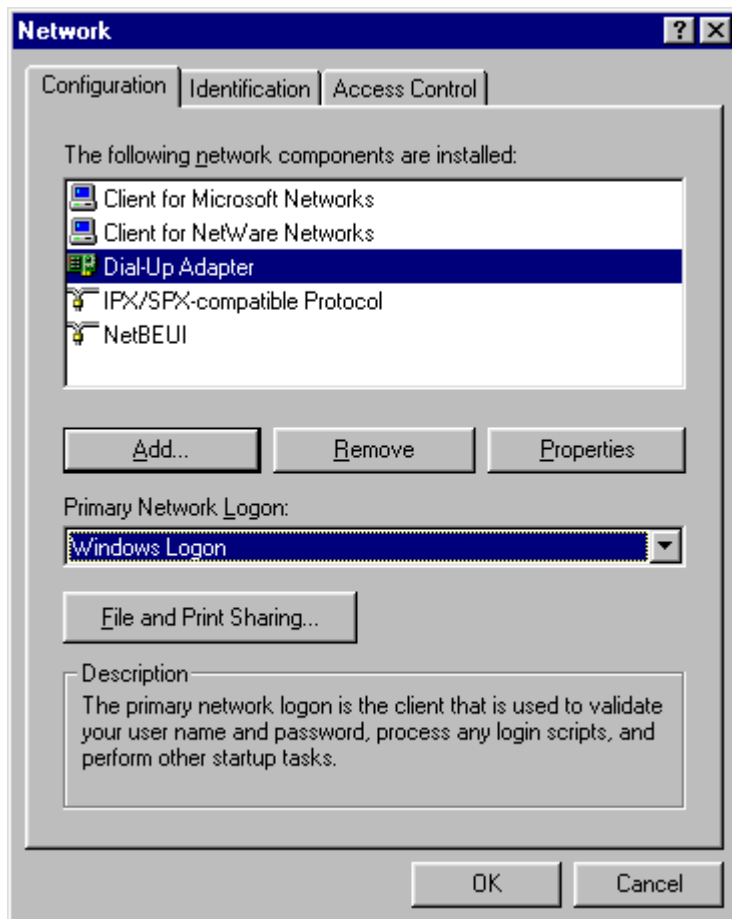 Network
Configuration Identification Access Control
The following network components are installed:
Client for Microsoft Networks
Client for NetWare Networks
Dial-Up Adapter
IPX/SPX-compatible Protocol
NetBEUI
Add... Remove Properties
Primary Network Logon:
Windows Logon
File and Print Sharing...
Description
The primary network logon is the client that is used to validate
your user name and password, process any login scripts, and
perform other startup tasks.
OK Cancel